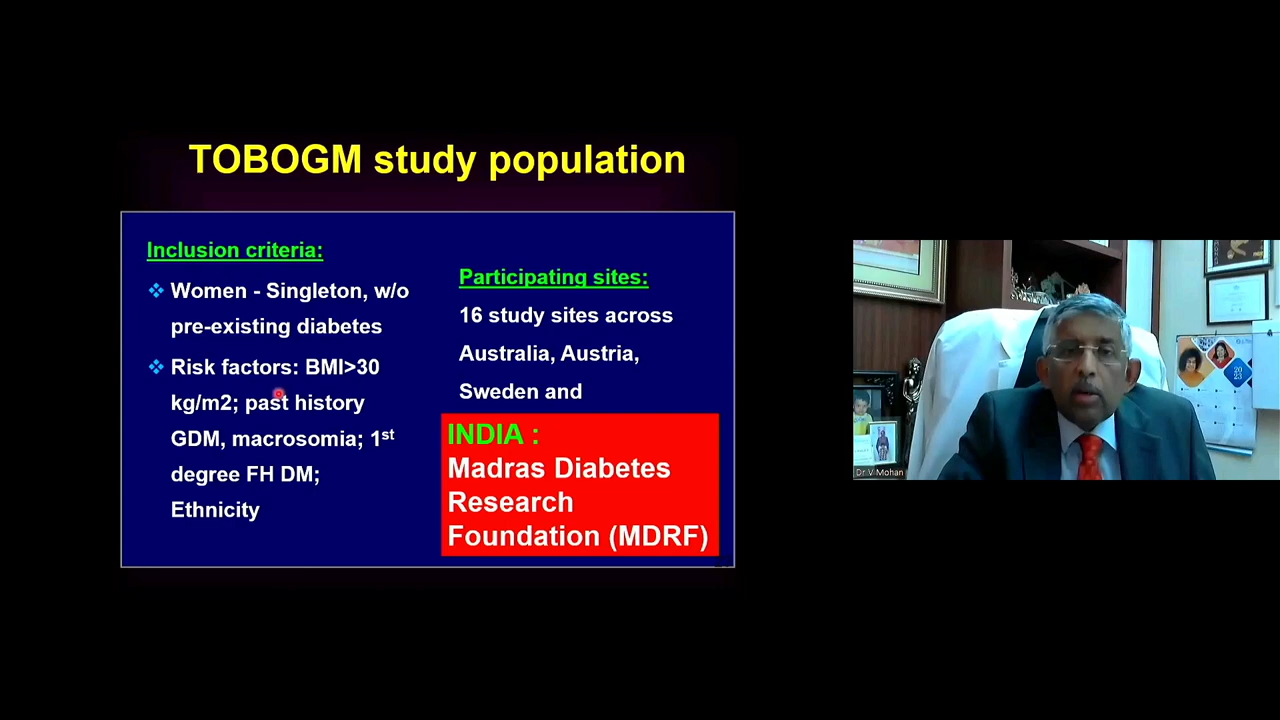 TOBOGM study population
Inclusion criteria:
Women - Singleton, w/o
pre-existing diabetes
Risk factors: BMI>30
kg/m2; past history
GDM, macrosomia; 1st
degree FH DM;
Ethnicity
Participating sites:
16 study sites across
Australia, Austria,
Sweden and
INDIA :
Madras Diabetes
Research
Foundation (MDRF)
Dr V Mohan
2023